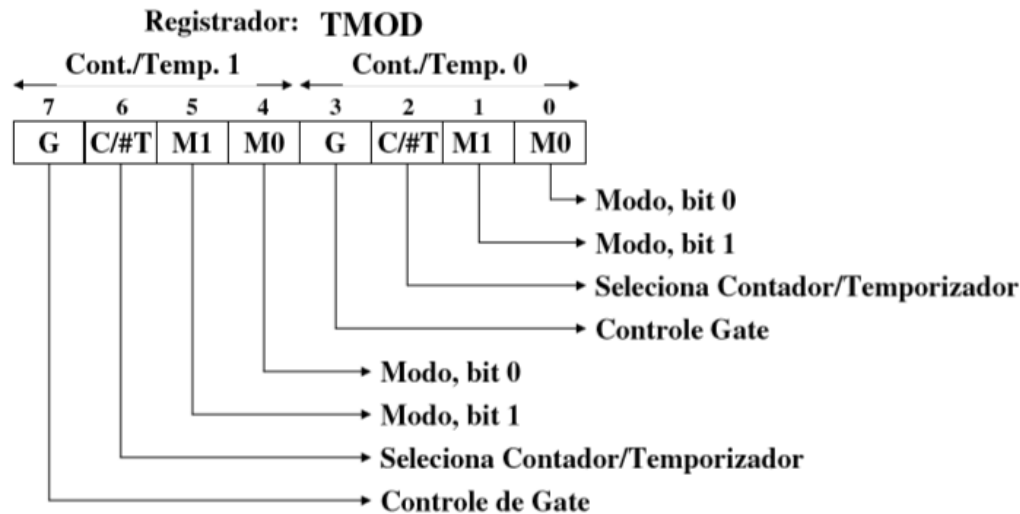 Registrador: TMOD
Cont./Temp. 1 Cont./Temp. 0
7 6 5 4 3 2 1 0
G C/#T M1 M0 G C/#T M1 M0
Modo, bit 0
Modo, bit 1
Seleciona Contador/Temporizador
Controle Gate
Modo, bit 0
Modo, bit 1
Seleciona Contador/Temporizador
Controle de Gate